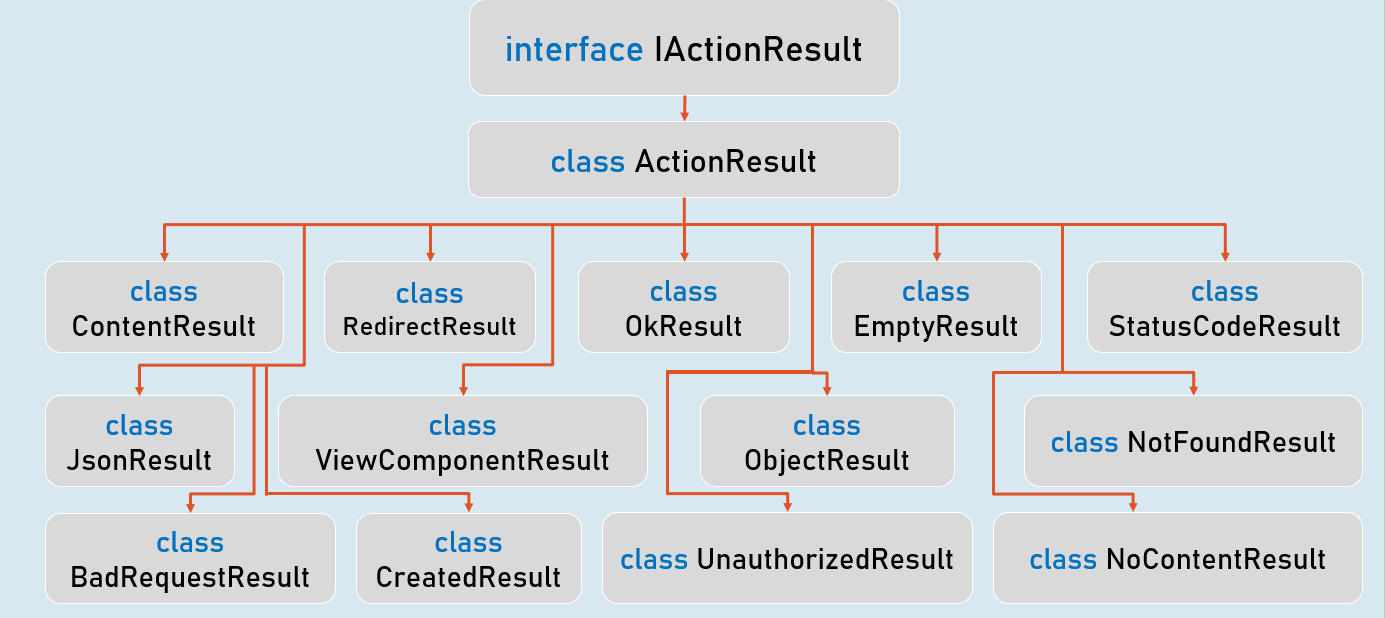 interface IActionResult
class ActionResult
class
ContentResult
class
RedirectResult
class
OkResult
class
EmptyResult
class
StatusCodeResult
class
JsonResult
class
ViewComponentResult
class
ObjectResult
class NotFoundResult
class
BadRequestResult
class
CreatedResult
class UnauthorizedResult
class NoContentResult